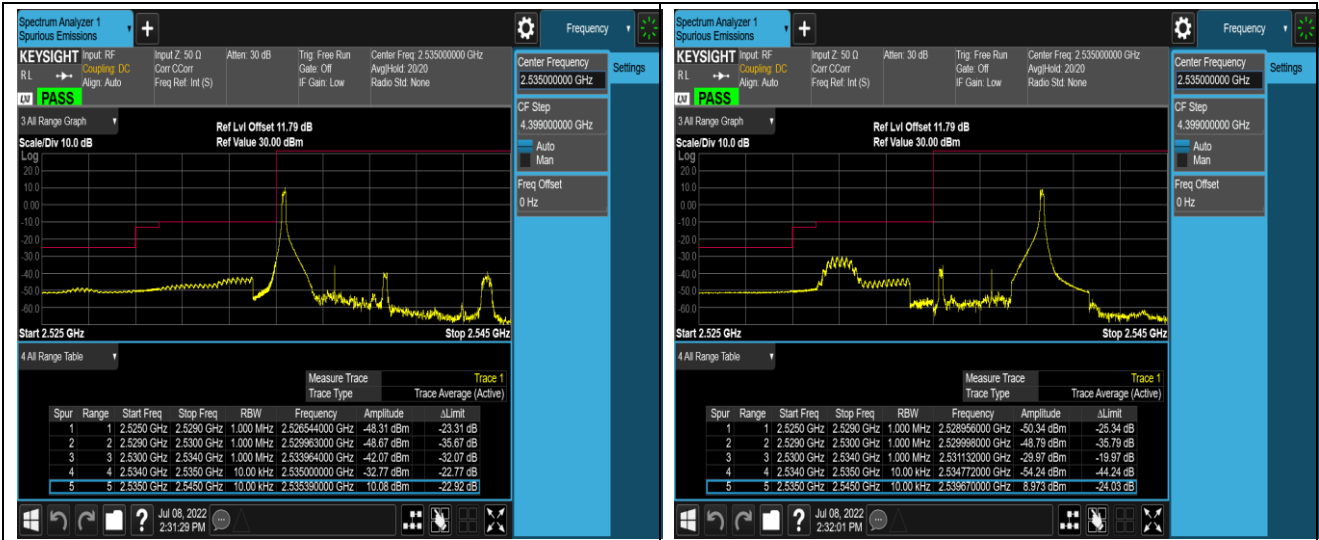 Spectrum Analyzer 1
Spurious Emissions
+
Frequency
KEYSIGHT Input: RF Input Z: 50 Ω Atten: 30 dB Trig: Free Run Center Freq: 2.535000000 GHz
Coupling: DC Corr CCorr Gate: Off Avg|Hold: 20/20
RL Align: Auto Freq Ref: Int (S) IF Gain: Low Radio Std: None
PASS
Center Frequency
2.535000000 GHz
Settings
CF Step
4.399000000 GHz
Auto
Man
Freq Offset
0 Hz
3 All Range Graph
Ref Lvl Offset 11.79 dB
Scale/Div 10.0 dB Ref Value 30.00 dBm
Log
20.0
10.0
0.00
-10.0
-20.0
-30.0
-40.0
-50.0
-60.0
Start 2.525 GHz Stop 2.545 GHz
4 All Range Table
Measure Trace Trace 1
Trace Type Trace Average (Active)
Spur Range Start Freq Stop Freq RBW Frequency Amplitude ΔLimit
1 1 2.5250 GHz 2.5290 GHz 1.000 MHz 2.526544000 GHz -48.31 dBm -23.31 dB
2 2 2.5290 GHz 2.5300 GHz 1.000 MHz 2.529963000 GHz -48.67 dBm -35.67 dB
3 3 2.5300 GHz 2.5340 GHz 1.000 MHz 2.533964000 GHz -42.07 dBm -32.07 dB
4 4 2.5340 GHz 2.5350 GHz 10.00 kHz 2.535000000 GHz -32.77 dBm -22.77 dB
5 5 2.5350 GHz 2.5450 GHz 10.00 kHz 2.535390000 GHz 10.08 dBm -22.92 dB
?
Jul 08, 2022
2:31:29 PM
Spectrum Analyzer 1
Spurious Emissions
+
Frequency
KEYSIGHT Input: RF Input Z: 50 Ω Atten: 30 dB Trig: Free Run Center Freq: 2.535000000 GHz
Coupling: DC Corr CCorr Gate: Off Avg|Hold: 20/20
RL Align: Auto Freq Ref: Int (S) IF Gain: Low Radio Std: None
PASS
Center Frequency
2.535000000 GHz
Settings
CF Step
4.399000000 GHz
Auto
Man
Freq Offset
0 Hz
3 All Range Graph
Ref Lvl Offset 11.79 dB
Scale/Div 10.0 dB Ref Value 30.00 dBm
Log
20.0
10.0
0.00
-10.0
-20.0
-30.0
-40.0
-50.0
-60.0
Start 2.525 GHz Stop 2.545 GHz
4 All Range Table
Measure Trace Trace 1
Trace Type Trace Average (Active)
Spur Range Start Freq Stop Freq RBW Frequency Amplitude ΔLimit
1 1 2.5250 GHz 2.5290 GHz 1.000 MHz 2.528956000 GHz -50.34 dBm -25.34 dB
2 2 2.5290 GHz 2.5300 GHz 1.000 MHz 2.529998000 GHz -48.79 dBm -35.79 dB
3 3 2.5300 GHz 2.5340 GHz 1.000 MHz 2.531132000 GHz -29.97 dBm -19.97 dB
4 4 2.5340 GHz 2.5350 GHz 10.00 kHz 2.534772000 GHz -54.24 dBm -44.24 dB
5 5 2.5350 GHz 2.5450 GHz 10.00 kHz 2.539670000 GHz 8.973 dBm -24.03 dB
?
Jul 08, 2022
2:32:01 PM